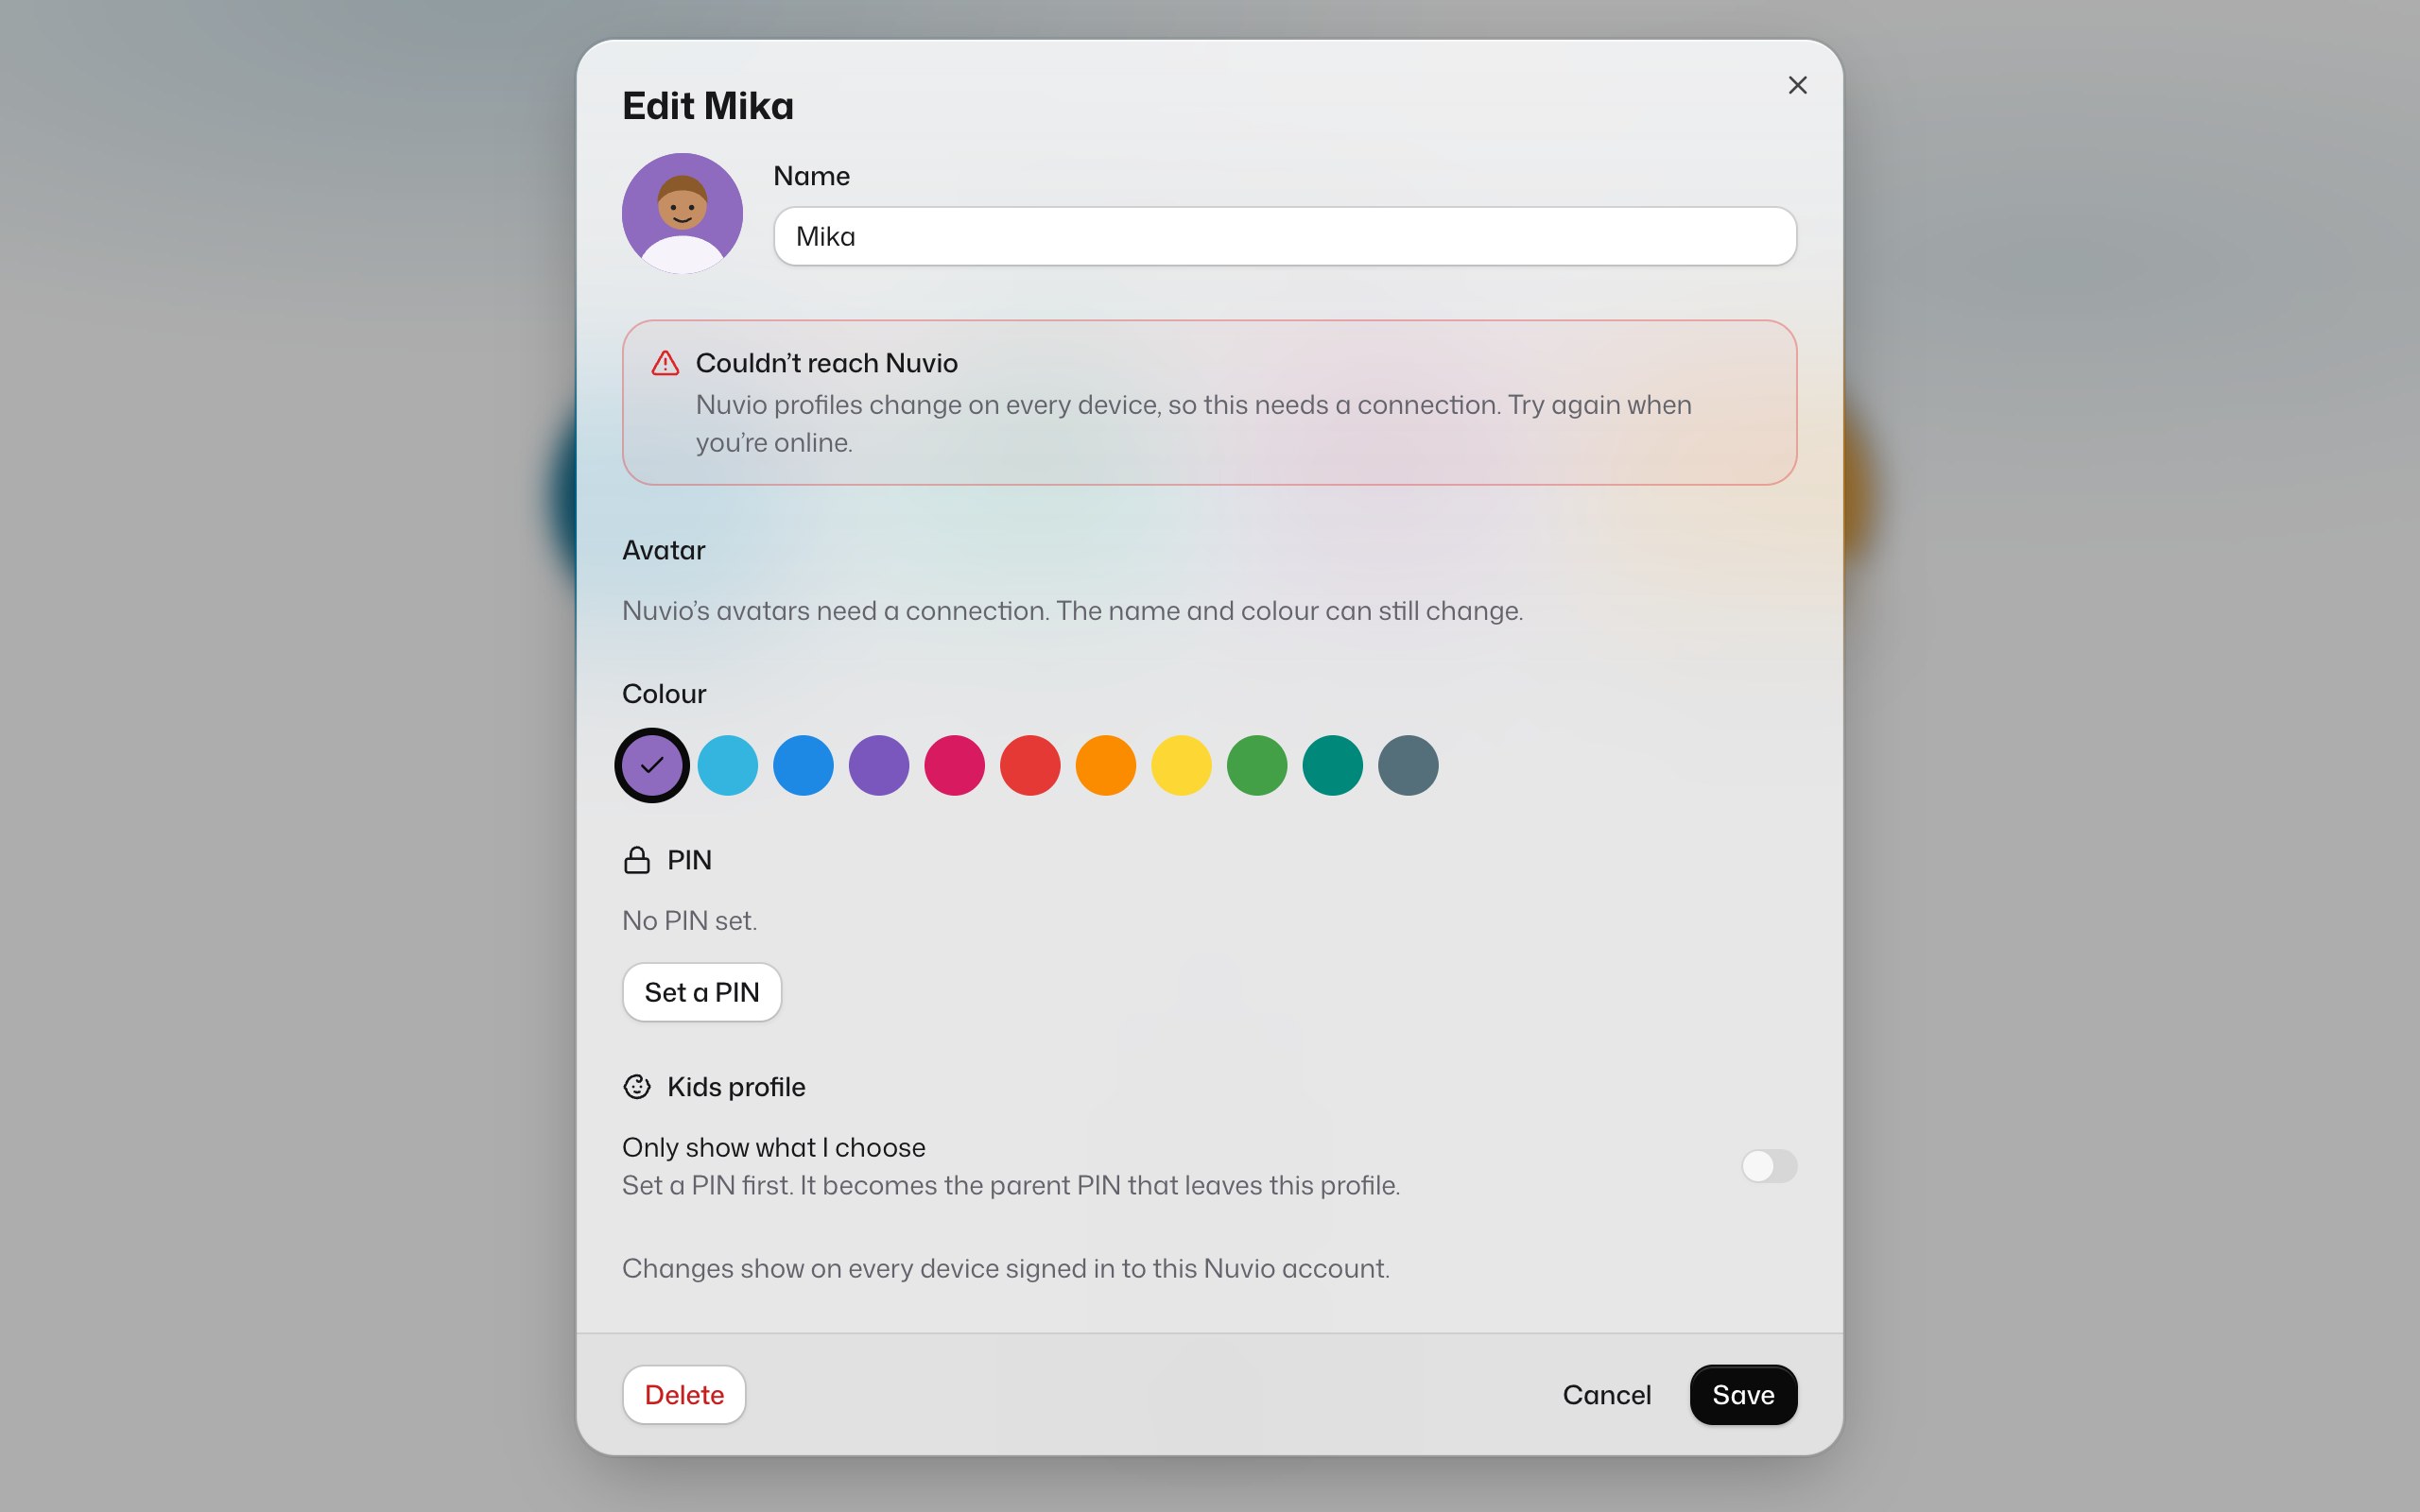 Edit Mika
Name
Mika
Couldn’t reach Nuvio
Nuvio profiles change on every device, so this needs a connection. Try again when
you’re online.
Avatar
Nuvio’s avatars need a connection. The name and colour can still change.
Colour
PIN
No PIN set.
Set a PIN
Kids profile
Only show what I choose
Set a PIN first. It becomes the parent PIN that leaves this profile.
Changes show on every device signed in to this Nuvio account.
Delete
Cancel
Save